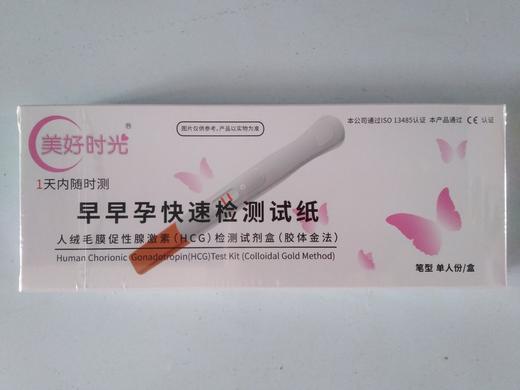 美好时光®
图片仅供参考,产品以实物为准
本公司通过ISO 13485认证 本产品通过 CE 认证
1天内随时测
早早孕快速检测试纸
人绒毛膜促性腺激素(HCG)检测试剂盒(胶体金法)
Human Chorionic Gonadotropin(HCG)Test Kit (Colloidal Gold Method)
笔型 单人份/盒